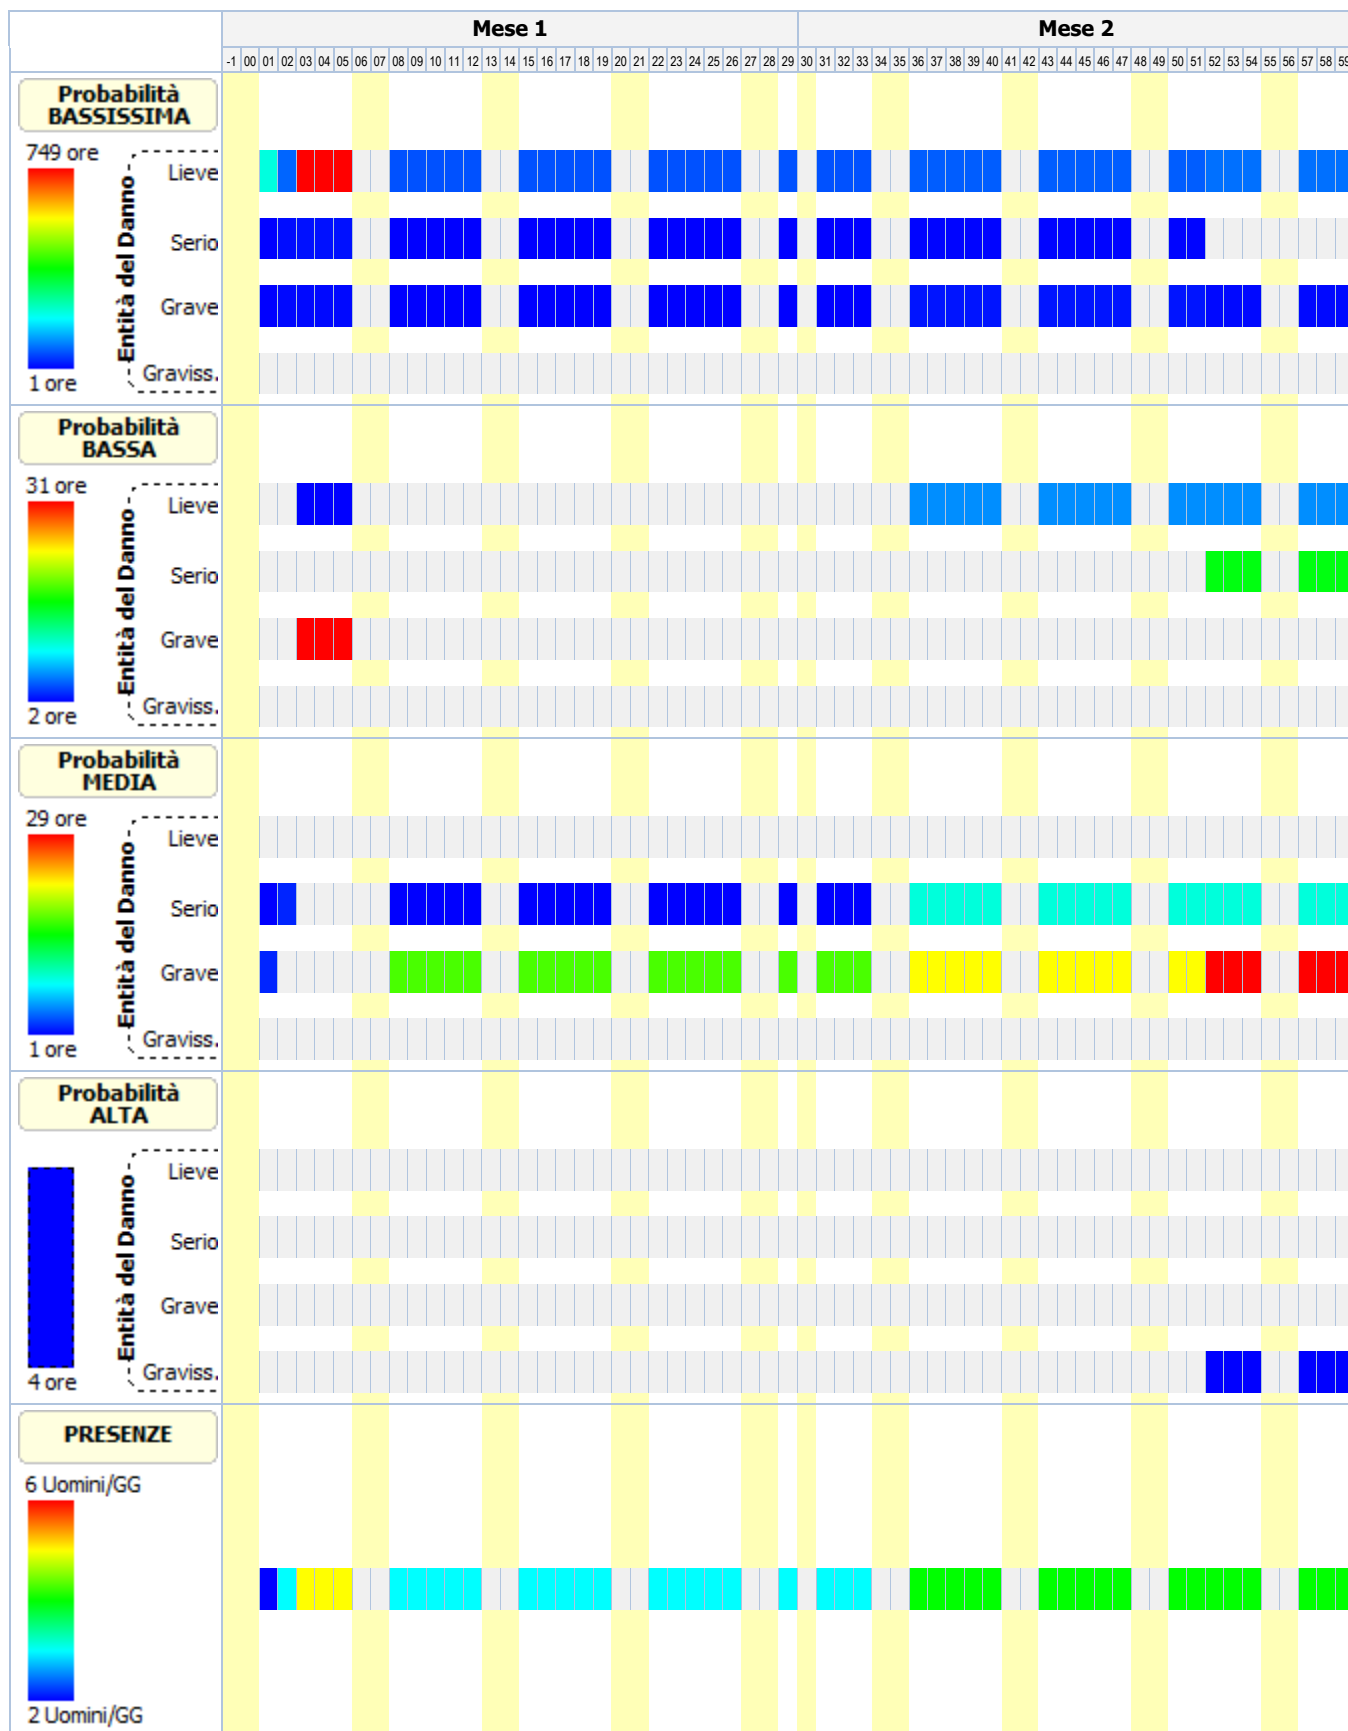 Mese 1 Mese 2
-1 00 01 02 03 04 05 06 07 08 09 10 11 12 13 14 15 16 17 18 19 20 21 22 23 24 25 26 27 28 29 30 31 32 33 34 35 36 37 38 39 40 41 42 43 44 45 46 47 48 49 50 51 52 53 54 55 56 57 58 59
Probabilità
BASSISSIMA
749 ore
Entità del Danno
Lieve
Serio
Grave
Graviss.
1 ore
Probabilità
BASSA
31 ore
Entità del Danno
Lieve
Serio
Grave
Graviss.
2 ore
Probabilità
MEDIA
29 ore
Entità del Danno
Lieve
Serio
Grave
Graviss.
1 ore
Probabilità
ALTA
Entità del Danno
Lieve
Serio
Grave
Graviss.
4 ore
PRESENZE
6 Uomini/GG
2 Uomini/GG